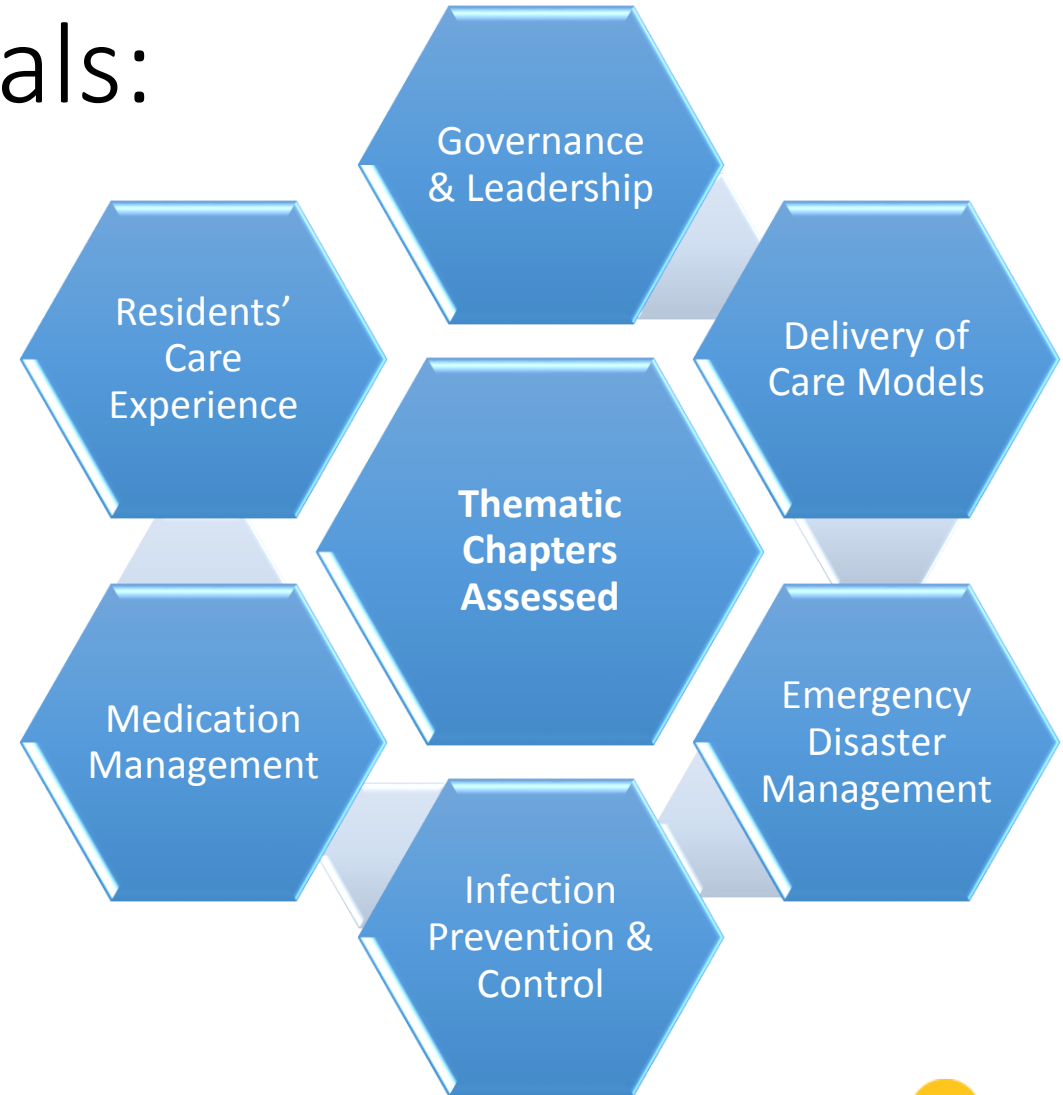 als:
Governance
& Leadership
Residents’
Care
Experience
Delivery of
Care Models
Thematic
Chapters
Assessed
Medication
Management
Emergency
Disaster
Management
Infection
Prevention &
Control